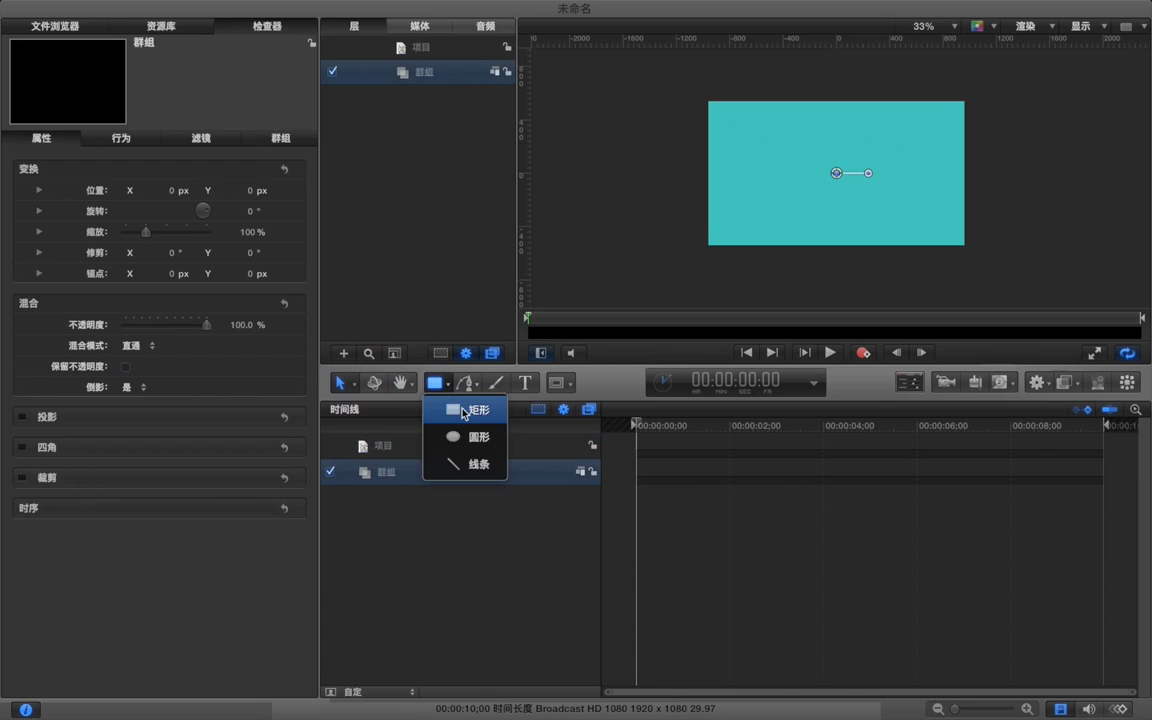 未命名
文件浏览器 资源库 检查器 层 媒体 音频 33% 渲染 显示
群组
项目
群组
属性 行为 滤镜 群组
变换
位置: X 0 px Y 0 px
旋转: 0 °
缩放: 100 %
修剪: X 0 ° Y 0 °
锚点: X 0 px Y 0 px
混合
不透明度: 100.0 %
混合模式: 直通
保留不透明度:
倒影: 是
投影
四角
裁剪
时序
T
00:00:00:00
HR MIN SEC FR
矩形
圆形
线条
时间线
00:00:00;00 00:00:02;00 00:00:04;00 00:00:06;00 00:00:08;00
项目
群组
自定
00:00:10;00 时间长度 Broadcast HD 1080 1920 x 1080 29.97